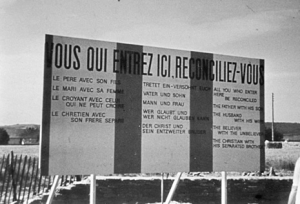 VOUS QUI ENTREZ ICI, RECONCILIEZ-VOUS
LE PERE AVEC SON FILS
LE MARI AVEC SA FEMME
LE CROYANT AVEC CELUI
QUI NE PEUT CROIRE
LE CHRETIEN AVEC
SON FRERE SEPARE
TRETET EIN - VERSÖHNT EUCH
VATER UND SOHN
MANN UND FRAU
WER GLAUBT UND
WER NICHT GLAUBEN KANN
DER CHRIST UND
SEIN ENTZWEITER BRUDER
ALL YOU WHO ENTER
HERE BE RECONCILED
THE FATHER WITH HIS SON
THE HUSBAND
WITH HIS WIFE
THE BELIEVER
WITH THE UNBELIEVER
THE CHRISTIAN WITH
HIS SEPARATED BROTHER